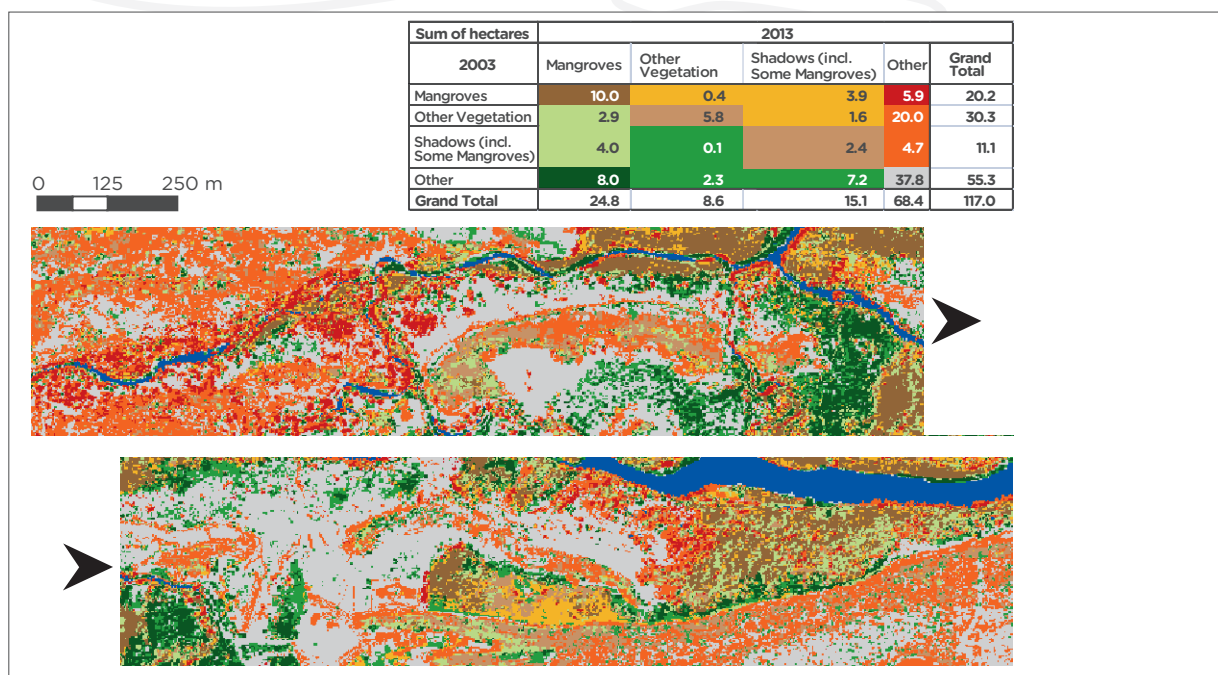 Sum of hectares 2013
2003 Mangroves Other Vegetation Shadows (incl. Some Mangroves) Other Grand Total
Mangroves 10.0 0.4 3.9 5.9 20.2
Other Vegetation 2.9 5.8 1.6 20.0 30.3
Shadows (incl. Some Mangroves) 4.0 0.1 2.4 4.7 11.1
Other 8.0 2.3 7.2 37.8 55.3
Grand Total 24.8 8.6 15.1 68.4 117.0
0 125 250 m